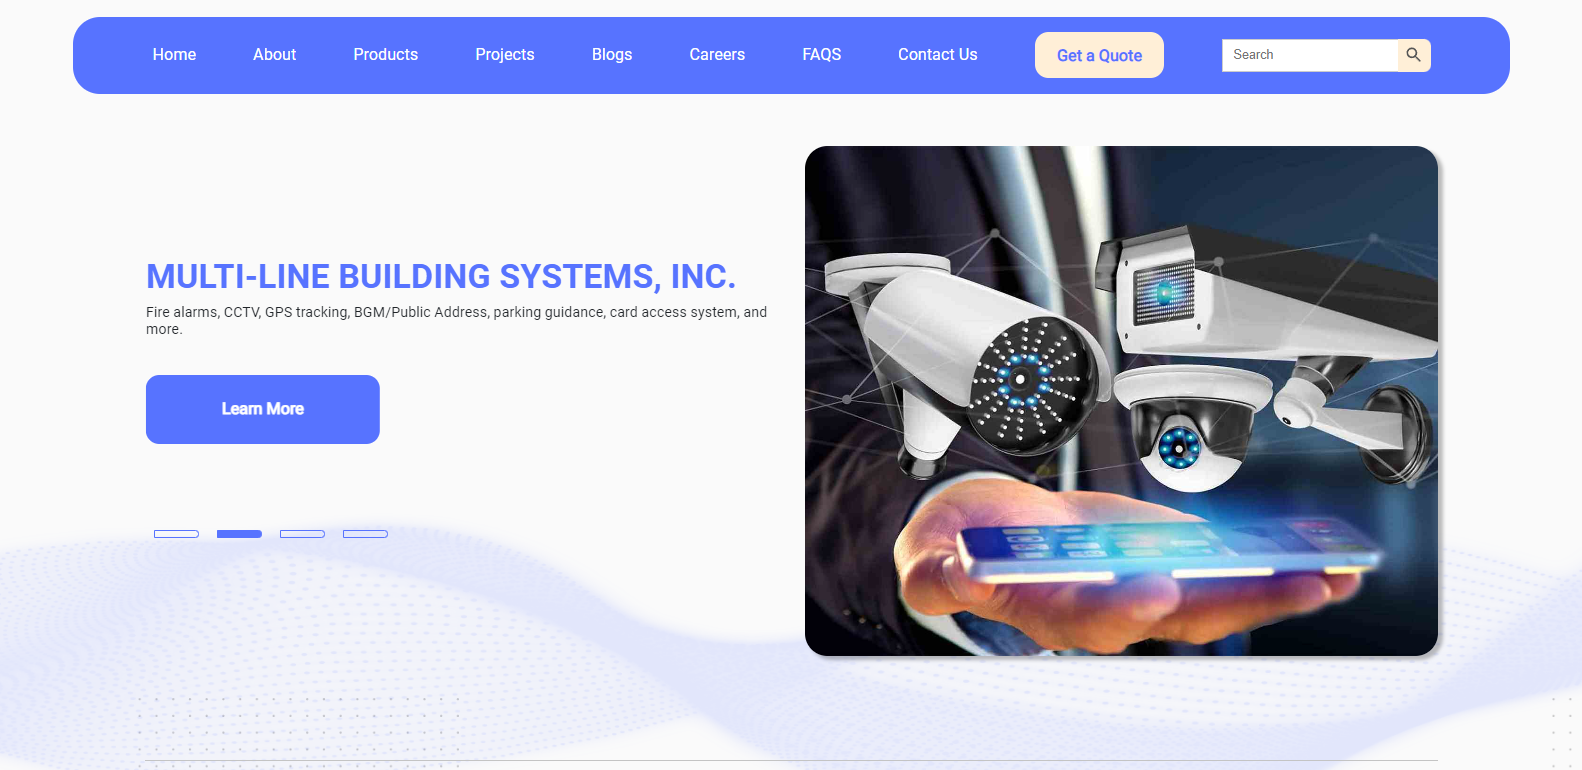 Home About Products Projects Blogs Careers FAQS Contact Us Get a Quote Search
MULTI-LINE BUILDING SYSTEMS, INC.
Fire alarms, CCTV, GPS tracking, BGM/Public Address, parking guidance, card access system, and
more.
Learn More